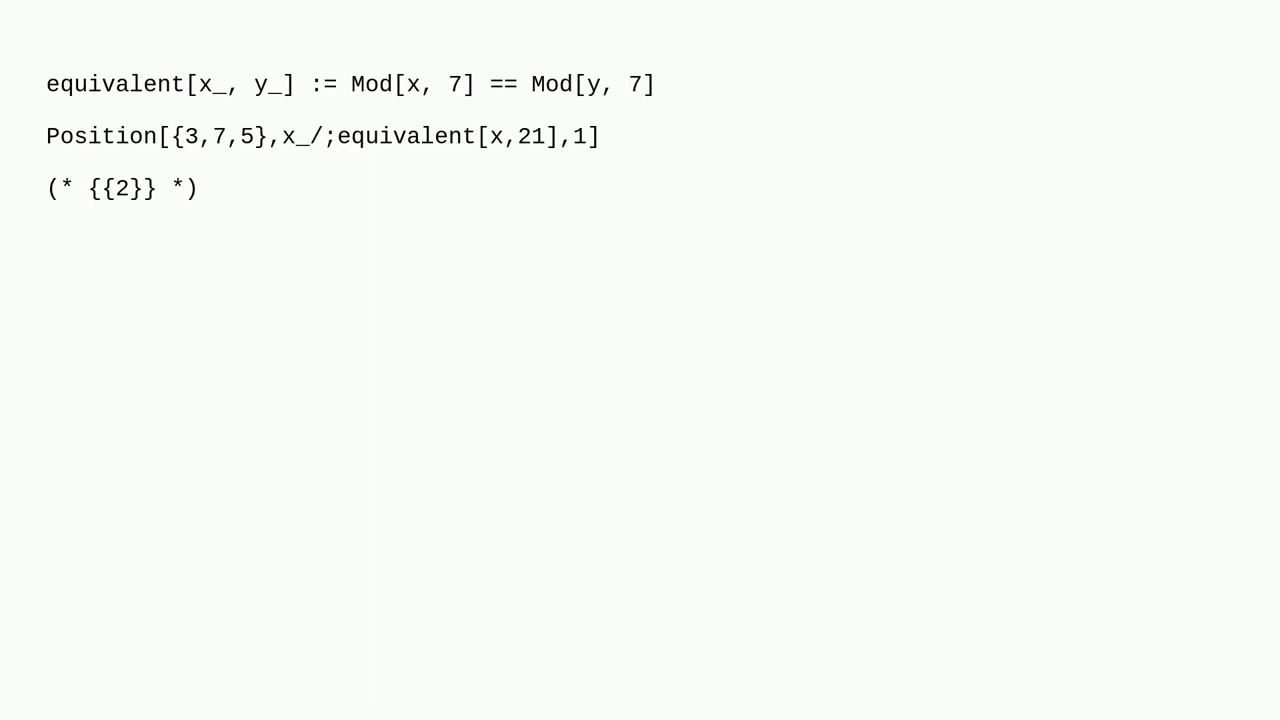 equivalent[x_, y_] := Mod[x, 7] == Mod[y, 7]
Position[{3,7,5},x_/;equivalent[x,21],1]
(* {{2}} *)